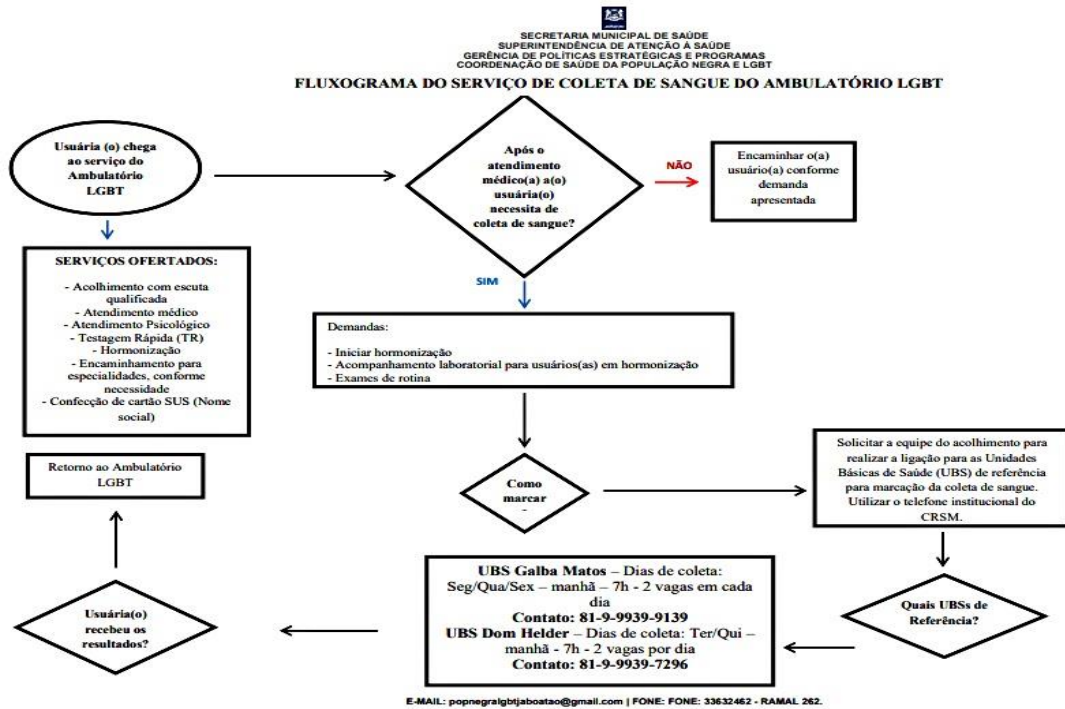 SECRETARIA MUNICIPAL DE SAÚDE
SUPERINTENDÊNCIA DE ATENÇÃO À SAÚDE
GERÊNCIA DE POLÍTICAS ESTRATÉGICAS E PROGRAMAS
COORDENAÇÃO DE SAÚDE DA POPULAÇÃO NEGRA E LGBT
FLUXOGRAMA DO SERVIÇO DE COLETA DE SANGUE DO AMBULATÓRIO LGBT
Usuária (o) chega
ao serviço do
Ambulatório
LGBT
Após o
atendimento
médico(a) a(o)
usuária(o)
necessita de
coleta de sangue?
NÃO
Encaminhar o(a)
usuário(a) conforme
demanda
apresentada
SERVIÇOS OFERTADOS:
- Acolhimento com escuta
qualificada
- Atendimento médico
- Atendimento Psicológico
- Testagem Rápida (TR)
- Hormonização
- Encaminhamento para
especialidades, conforme
necessidade
- Confecção de cartão SUS (Nome
social)
SIM
Demandas:
- Iniciar hormonização
- Acompanhamento laboratorial para usuários(as) em hormonização
- Exames de rotina
Como
marcar
-
Solicitar a equipe do acolhimento para
realizar a ligação para as Unidades
Básicas de Saúde (UBS) de referência
para marcação da coleta de sangue.
Utilizar o telefone institucional do
CRSM.
Quais UBSs de
Referência?
UBS Galba Matos – Dias de coleta:
Seg/Qua/Sex – manhã – 7h - 2 vagas em cada
dia
Contato: 81-9-9939-9139
UBS Dom Helder – Dias de coleta: Ter/Qui –
manhã - 7h - 2 vagas por dia
Contato: 81-9-9939-7296
Usuária(o)
recebeu os
resultados?
Retorno ao Ambulatório
LGBT
E-MAIL: popnegralgbtjaboatao@gmail.com | FONE: FONE: 33632462 - RAMAL 262.